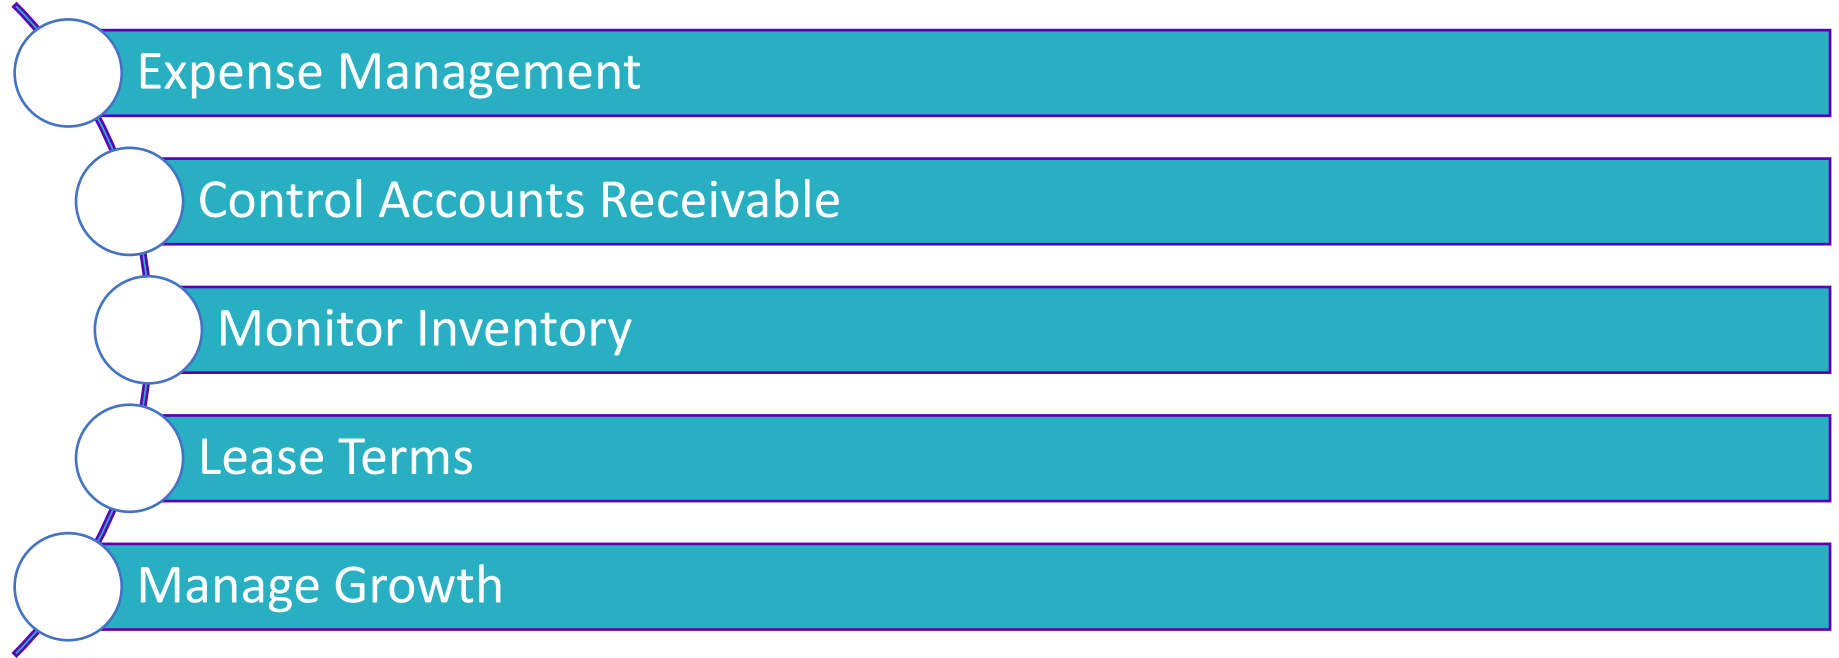 Expense Management
Control Accounts Receivable
Monitor Inventory
Lease Terms
Manage Growth